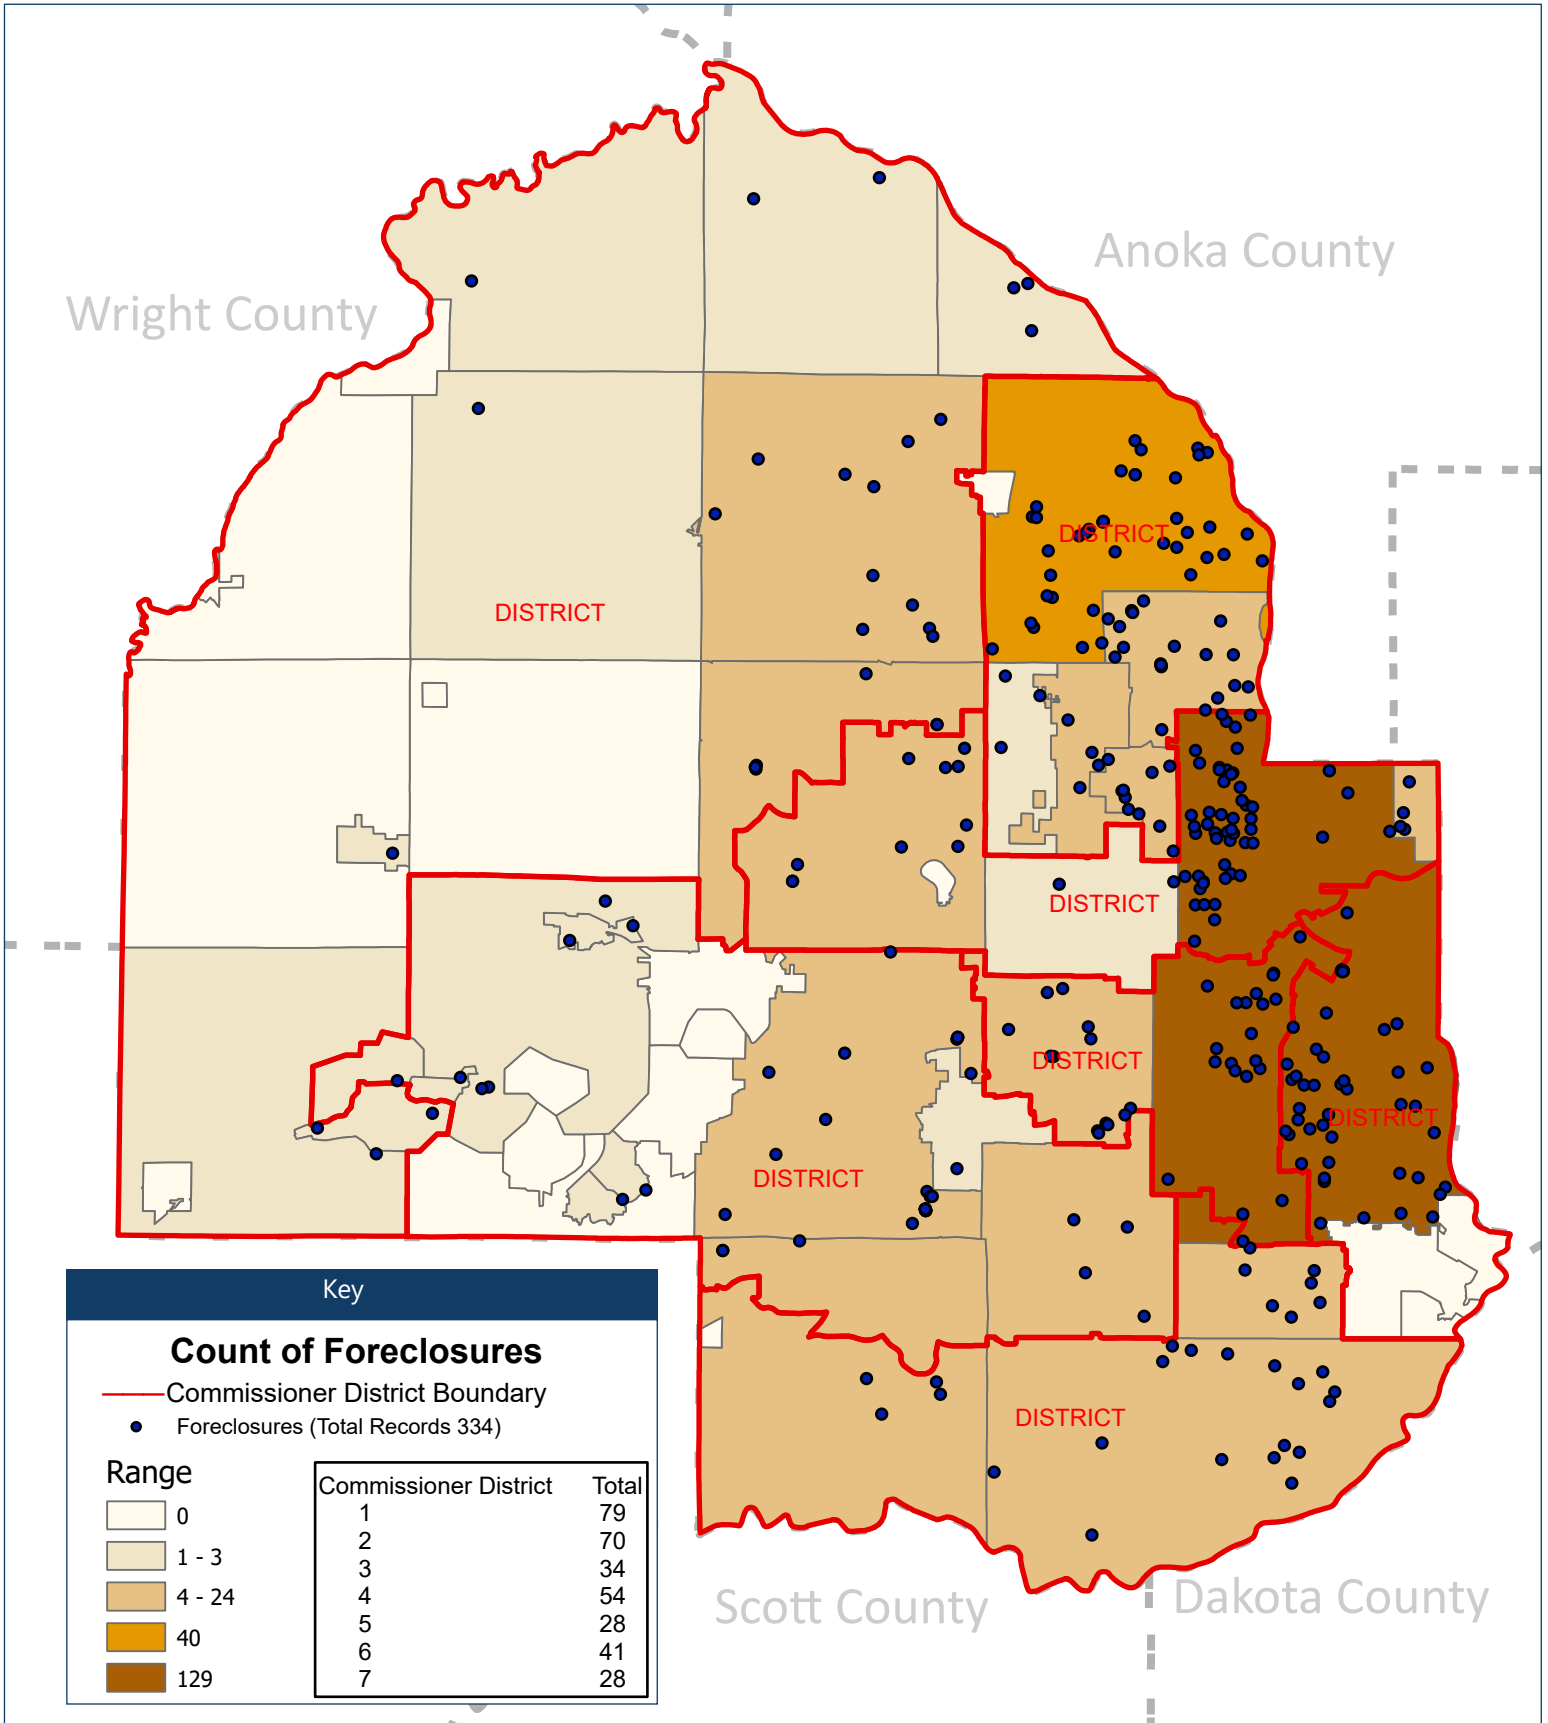 Anoka County
Wright County
DISTRICT
DISTRICT
DISTRICT
DISTRICT
DISTRICT
DISTRICT
DISTRICT
Key
Count of Foreclosures
Commissioner District Boundary
Foreclosures (Total Records 334)
DISTRICT
Range
0
1 - 3
4 - 24
40
129
Commissioner District Total
1 79
2 70
3 34
4 54
5 28
6 41
7 28
Scott County
Dakota County